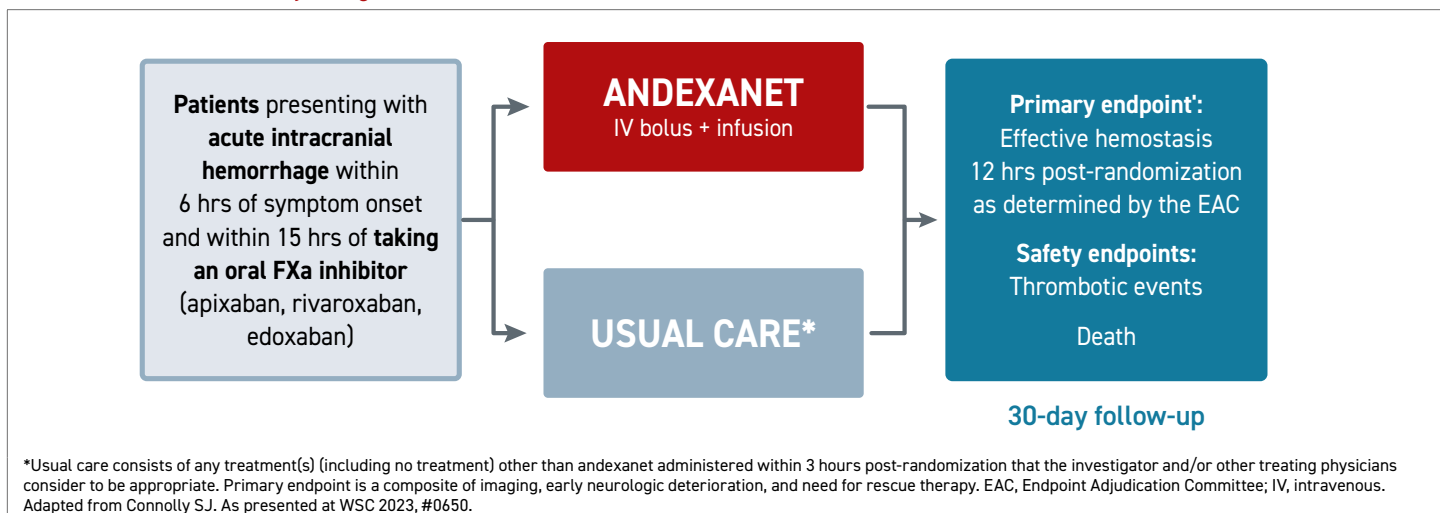 Patients presenting with
acute intracranial
hemorrhage within
6 hrs of symptom onset
and within 15 hrs of taking
an oral FXa inhibitor
(apixaban, rivaroxaban,
edoxaban)
ANDEXANET
IV bolus + infusion
USUAL CARE*
Primary endpoint':
Effective hemostasis
12 hrs post-randomization
as determined by the EAC
Safety endpoints:
Thrombotic events
Death
30-day follow-up
*Usual care consists of any treatment(s) (including no treatment) other than andexanet administered within 3 hours post-randomization that the investigator and/or other treating physicians
consider to be appropriate. Primary endpoint is a composite of imaging, early neurologic deterioration, and need for rescue therapy. EAC, Endpoint Adjudication Committee; IV, intravenous.
Adapted from Connolly SJ. As presented at WSC 2023, #0650.